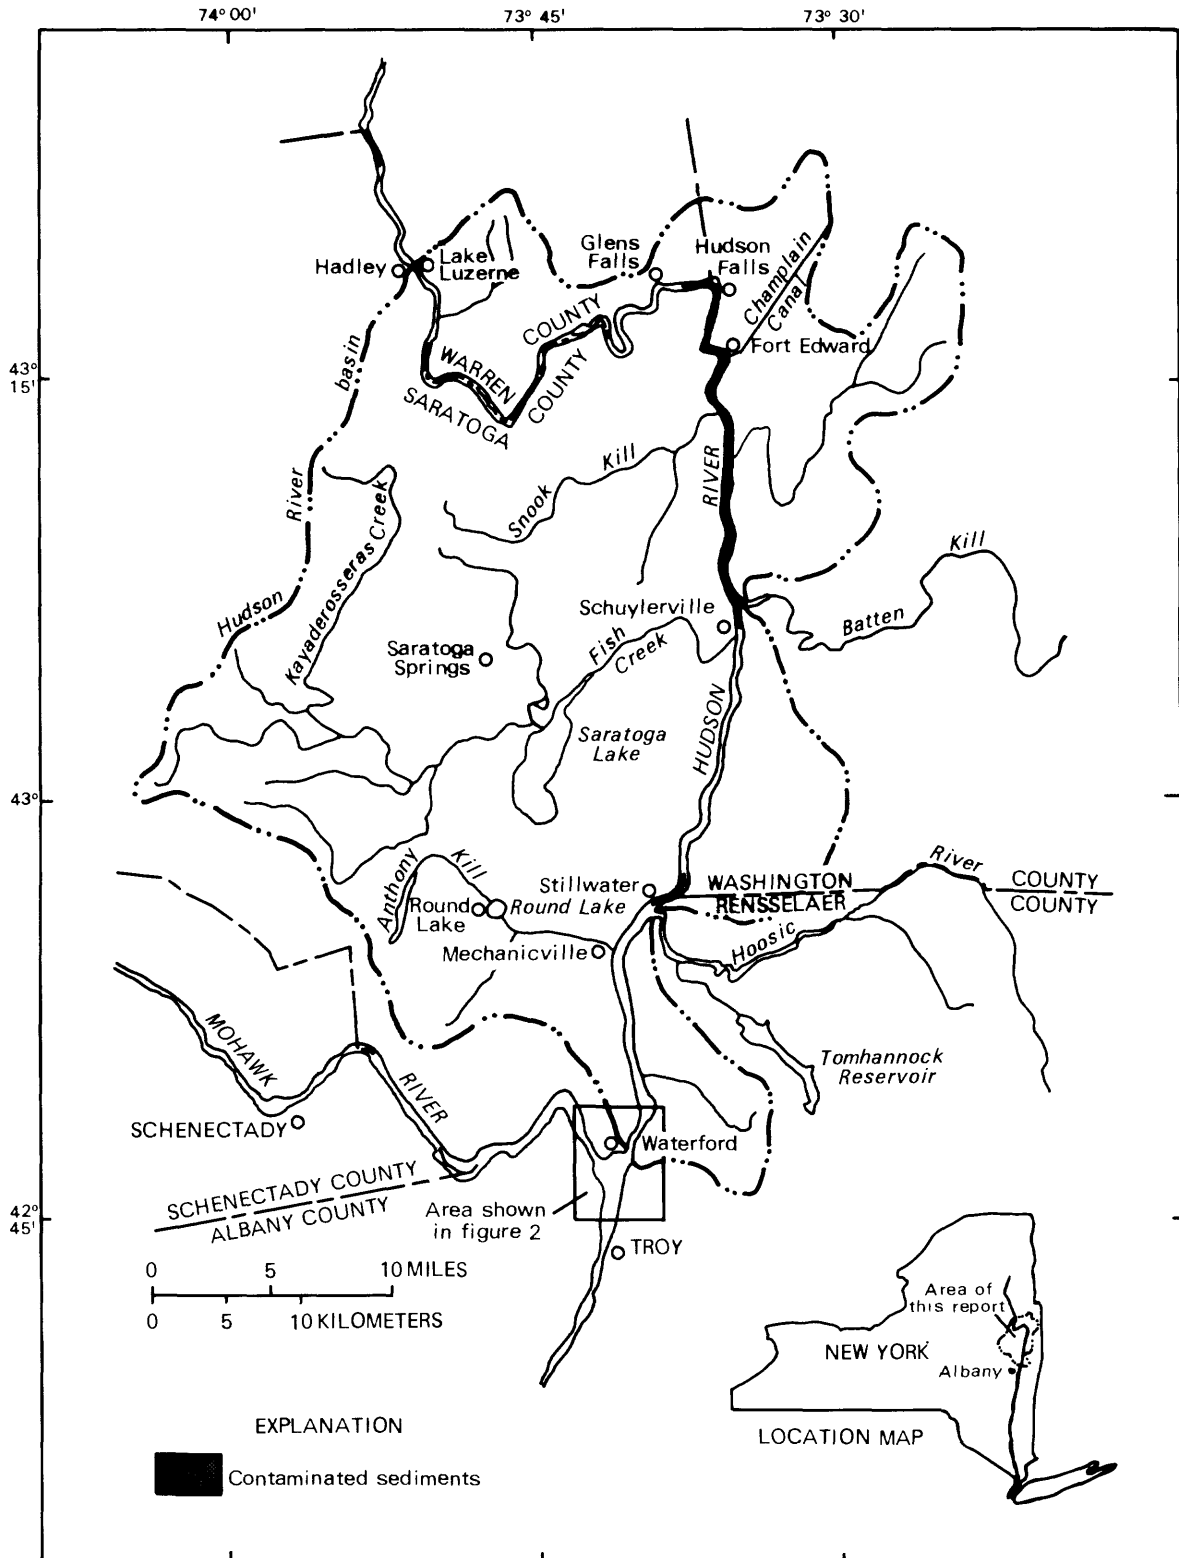 74° 00'
73° 45'
73° 30'
Glens
Falls
Hudson
Falls
Champlain
Canal
Hadley
Lake
Luzerne
COUNTY
WARREN
SARATOGA
COUNTY
Fort Edward
43°
15'
basin
River
Hudson
Kayaderosseras Creek
Snook
Kill
RIVER
Kill
Batten
Schuylerville
Fish
Creek
Saratoga
Springs
Saratoga
Lake
HUDSON
43°
Anthony
Kill
Stillwater
WASHINGTON
COUNTY
RENSSELAER
COUNTY
River
Round
Lake
Round Lake
Hoosic
Mechanicville
MOHAWK
RIVER
Tomhannock
Reservoir
SCHENECTADY
Waterford
SCHENECTADY COUNTY
ALBANY COUNTY
Area shown
in figure 2
42°
45'
TROY
0 5 10 MILES
0 5 10 KILOMETERS
Area of
this report
NEW YORK
Albany
LOCATION MAP
EXPLANATION
Contaminated sediments